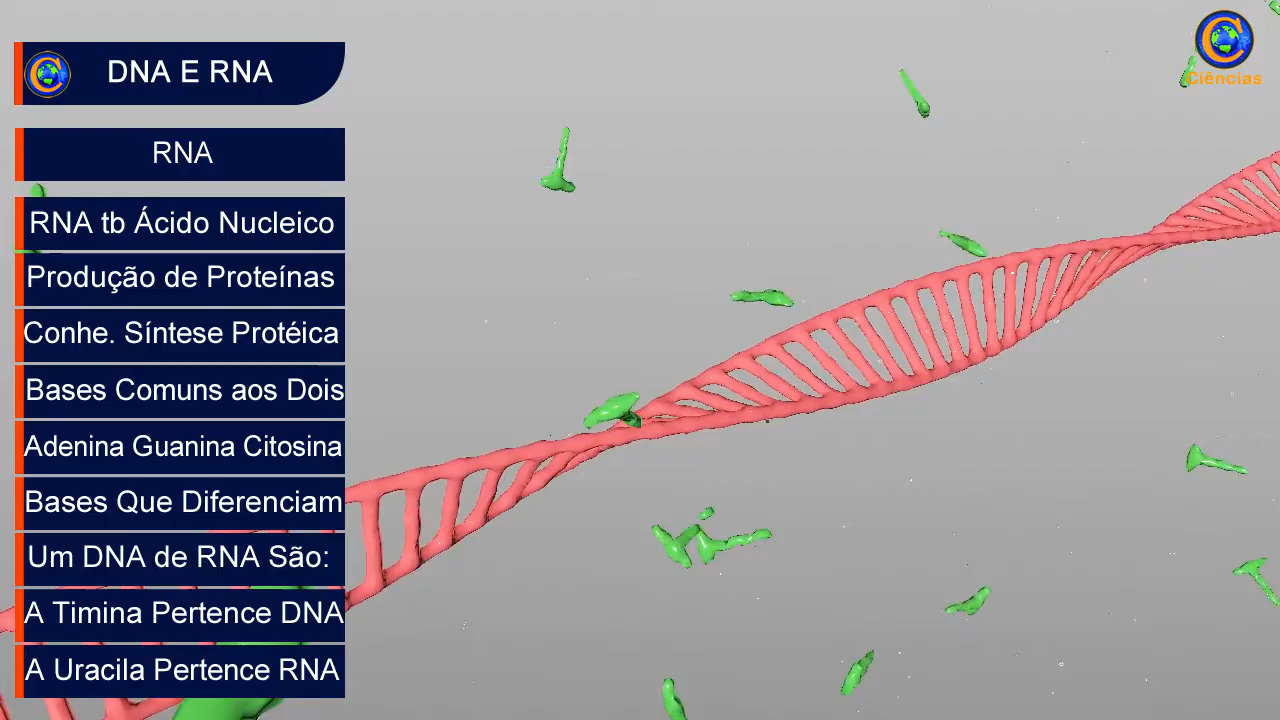 DNA E RNA
Ciências
RNA
RNA tb Ácido Nucleico
Produção de Proteínas
Conhe. Síntese Protéica
Bases Comuns aos Dois
Adenina Guanina Citosina
Bases Que Diferenciam
Um DNA de RNA São:
A Timina Pertence DNA
A Uracila Pertence RNA